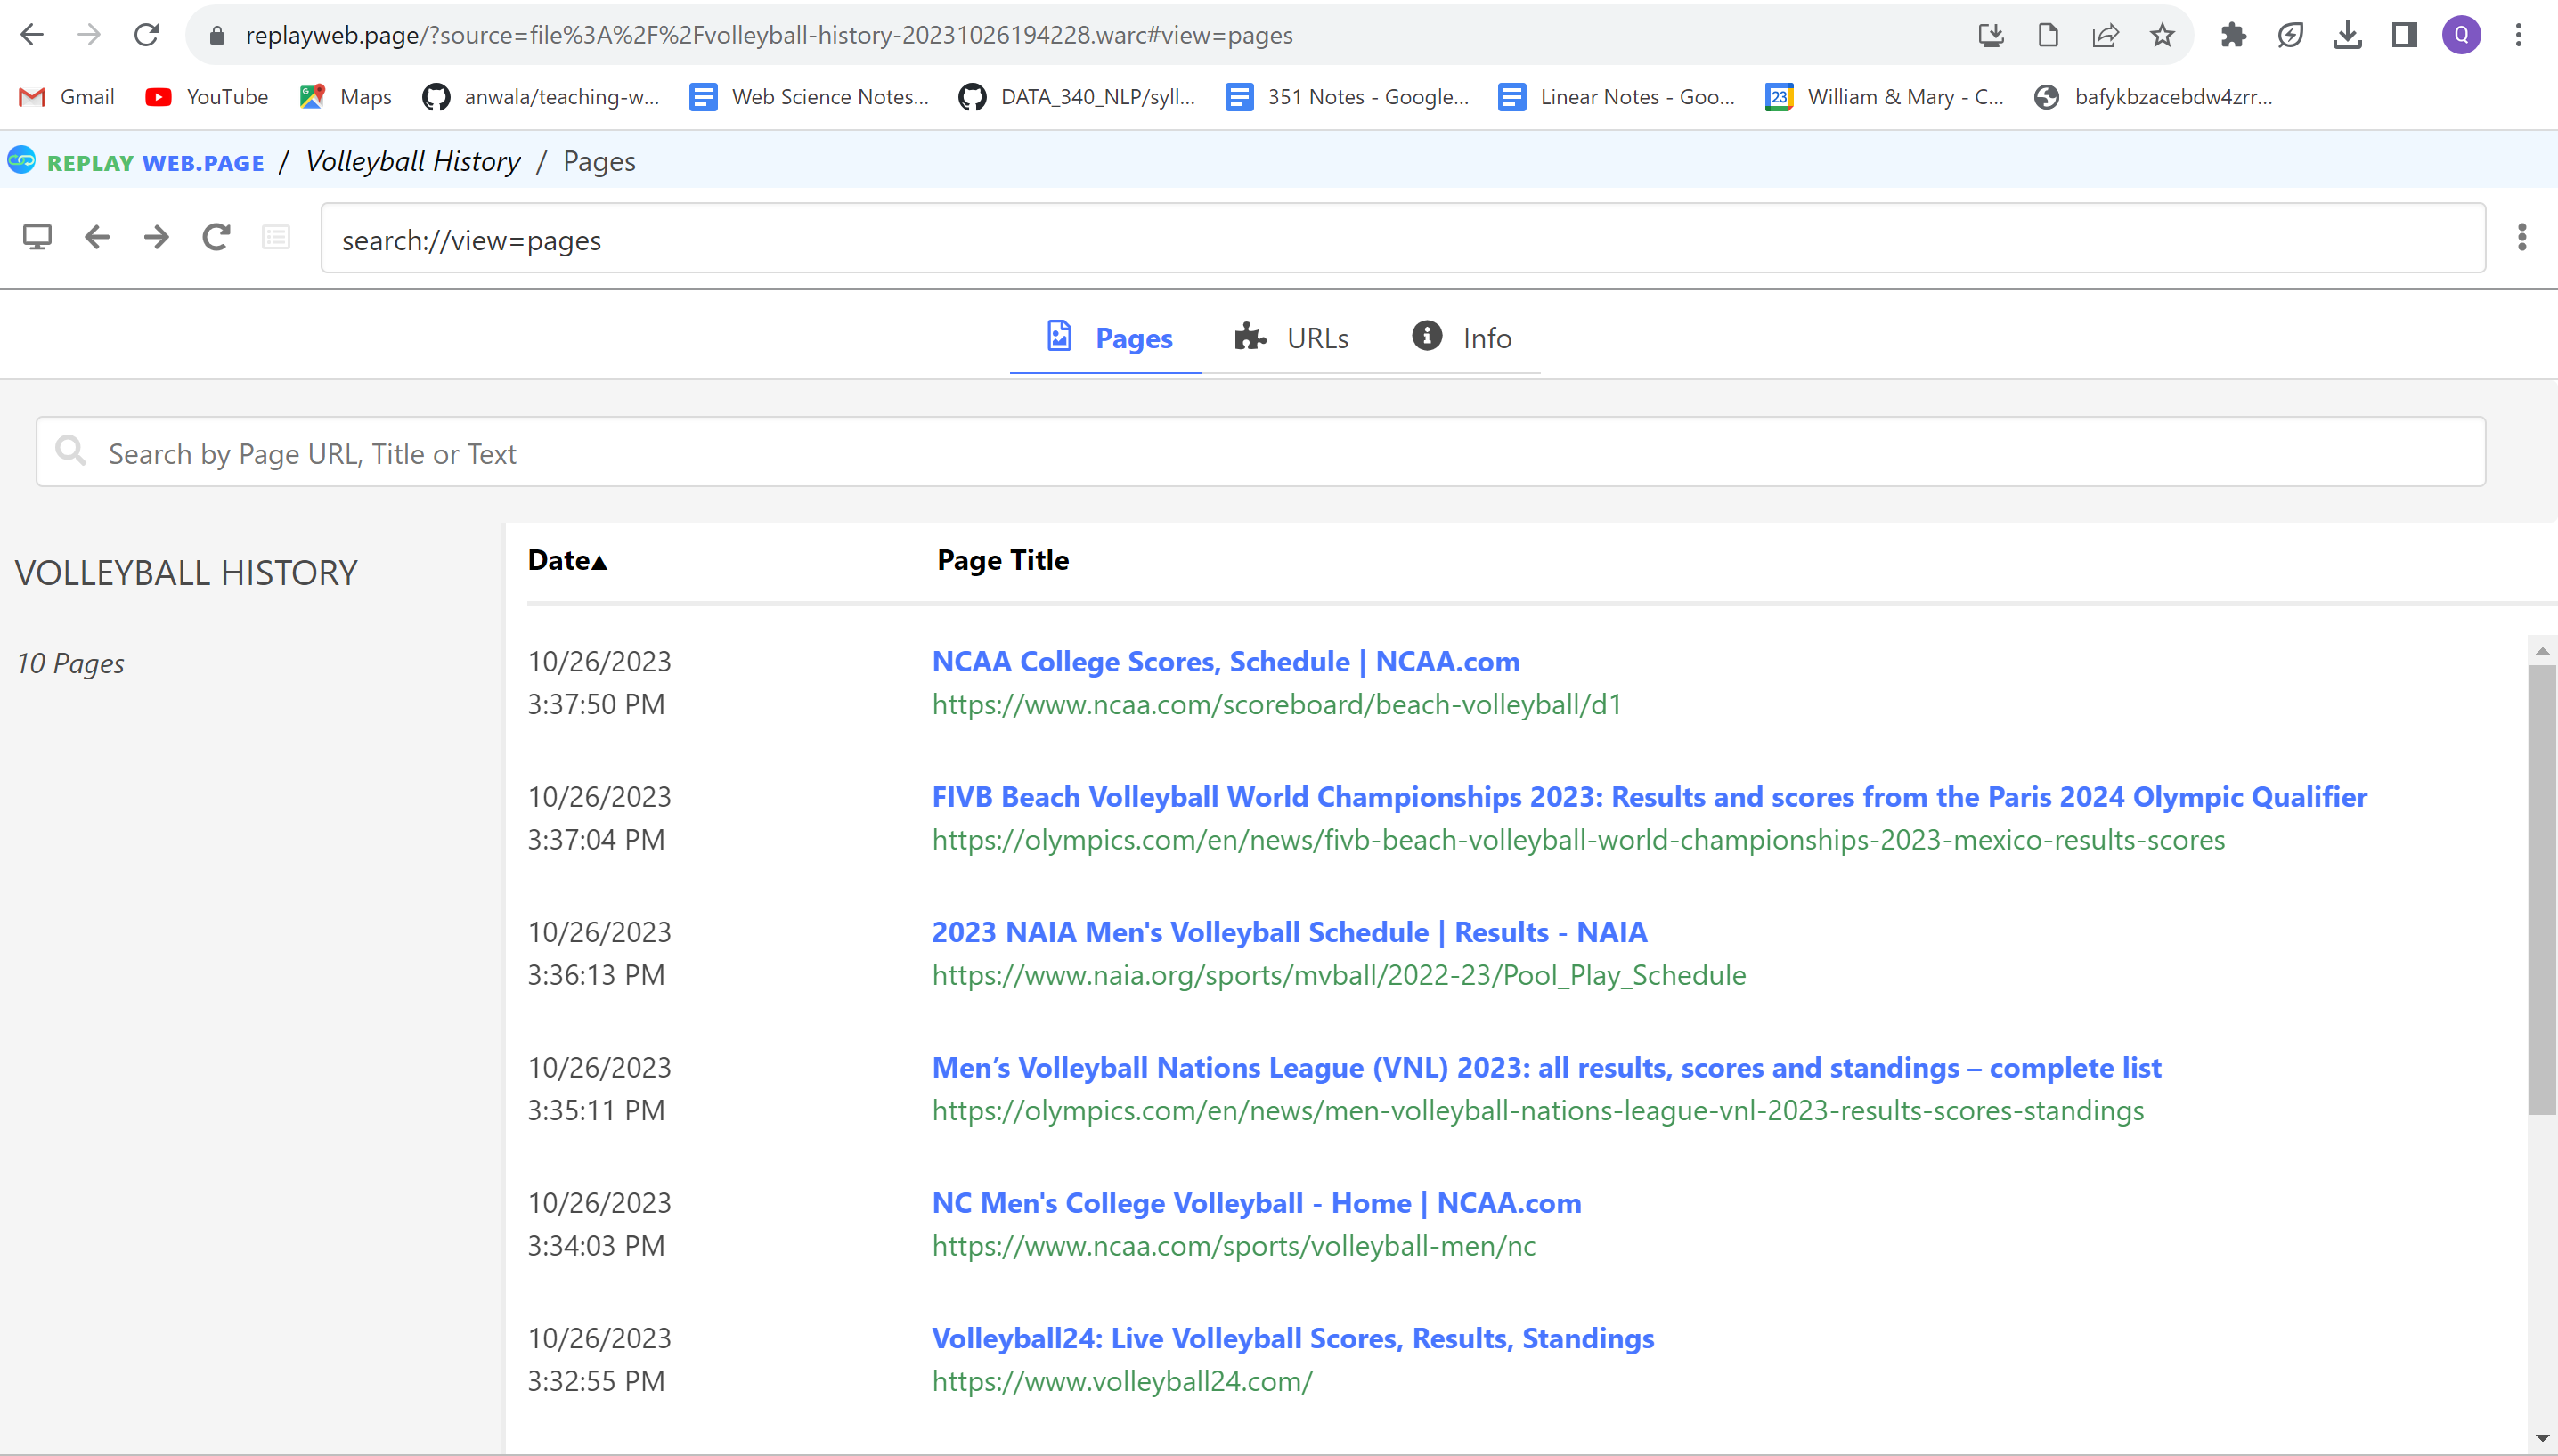 replayweb.page/?source=file%3A%2F%2Fvolleyball-history-20231026194228.warc#view=pages
Q
Gmail YouTube Maps anwala/teaching-w... Web Science Notes... DATA_340_NLP/syll... 351 Notes - Google... Linear Notes - Goo... 23 William & Mary - C... bafykbzacebdw4zrr...
REPLAY WEB.PAGE / Volleyball History / Pages
search://view=pages
Pages URLs Info
Search by Page URL, Title or Text
VOLLEYBALL HISTORY
10 Pages
Date▲ Page Title
10/26/2023 NCAA College Scores, Schedule | NCAA.com
3:37:50 PM https://www.ncaa.com/scoreboard/beach-volleyball/d1
10/26/2023 FIVB Beach Volleyball World Championships 2023: Results and scores from the Paris 2024 Olympic Qualifier
3:37:04 PM https://olympics.com/en/news/fivb-beach-volleyball-world-championships-2023-mexico-results-scores
10/26/2023 2023 NAIA Men's Volleyball Schedule | Results - NAIA
3:36:13 PM https://www.naia.org/sports/mvball/2022-23/Pool_Play_Schedule
10/26/2023 Men’s Volleyball Nations League (VNL) 2023: all results, scores and standings – complete list
3:35:11 PM https://olympics.com/en/news/men-volleyball-nations-league-vnl-2023-results-scores-standings
10/26/2023 NC Men's College Volleyball - Home | NCAA.com
3:34:03 PM https://www.ncaa.com/sports/volleyball-men/nc
10/26/2023 Volleyball24: Live Volleyball Scores, Results, Standings
3:32:55 PM https://www.volleyball24.com/